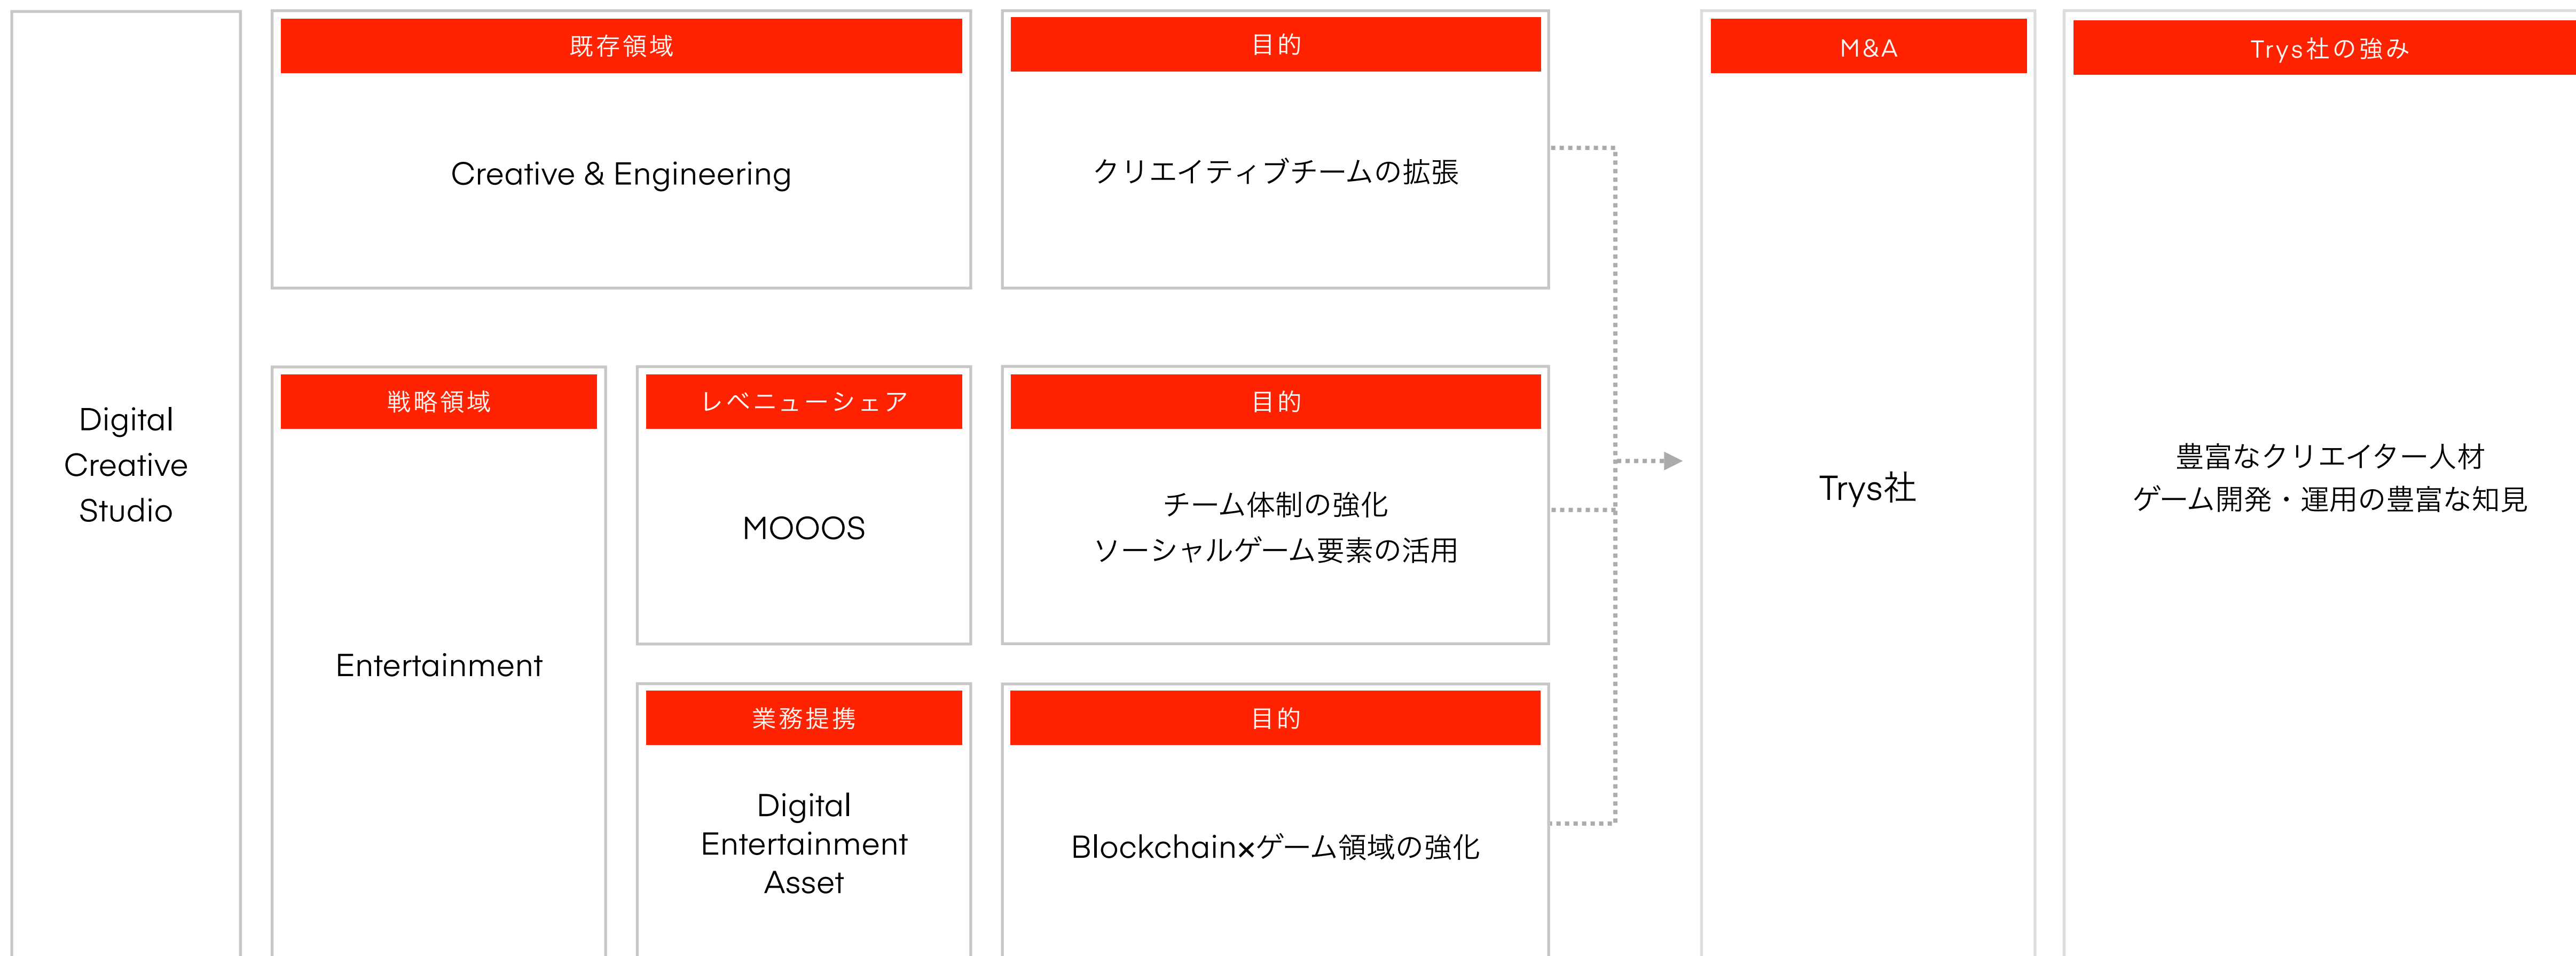 Digital
Creative
Studio
既存領域
Creative & Engineering
目的
クリエイティブチームの拡張
戦略領域
Entertainment
レベニューシェア
MOOOS
目的
チーム体制の強化
ソーシャルゲーム要素の活用
業務提携
Digital
Entertainment
Asset
目的
Blockchain×ゲーム領域の強化
M&A
Trys社
Trys社の強み
豊富なクリエイター人材
ゲーム開発・運用の豊富な知見